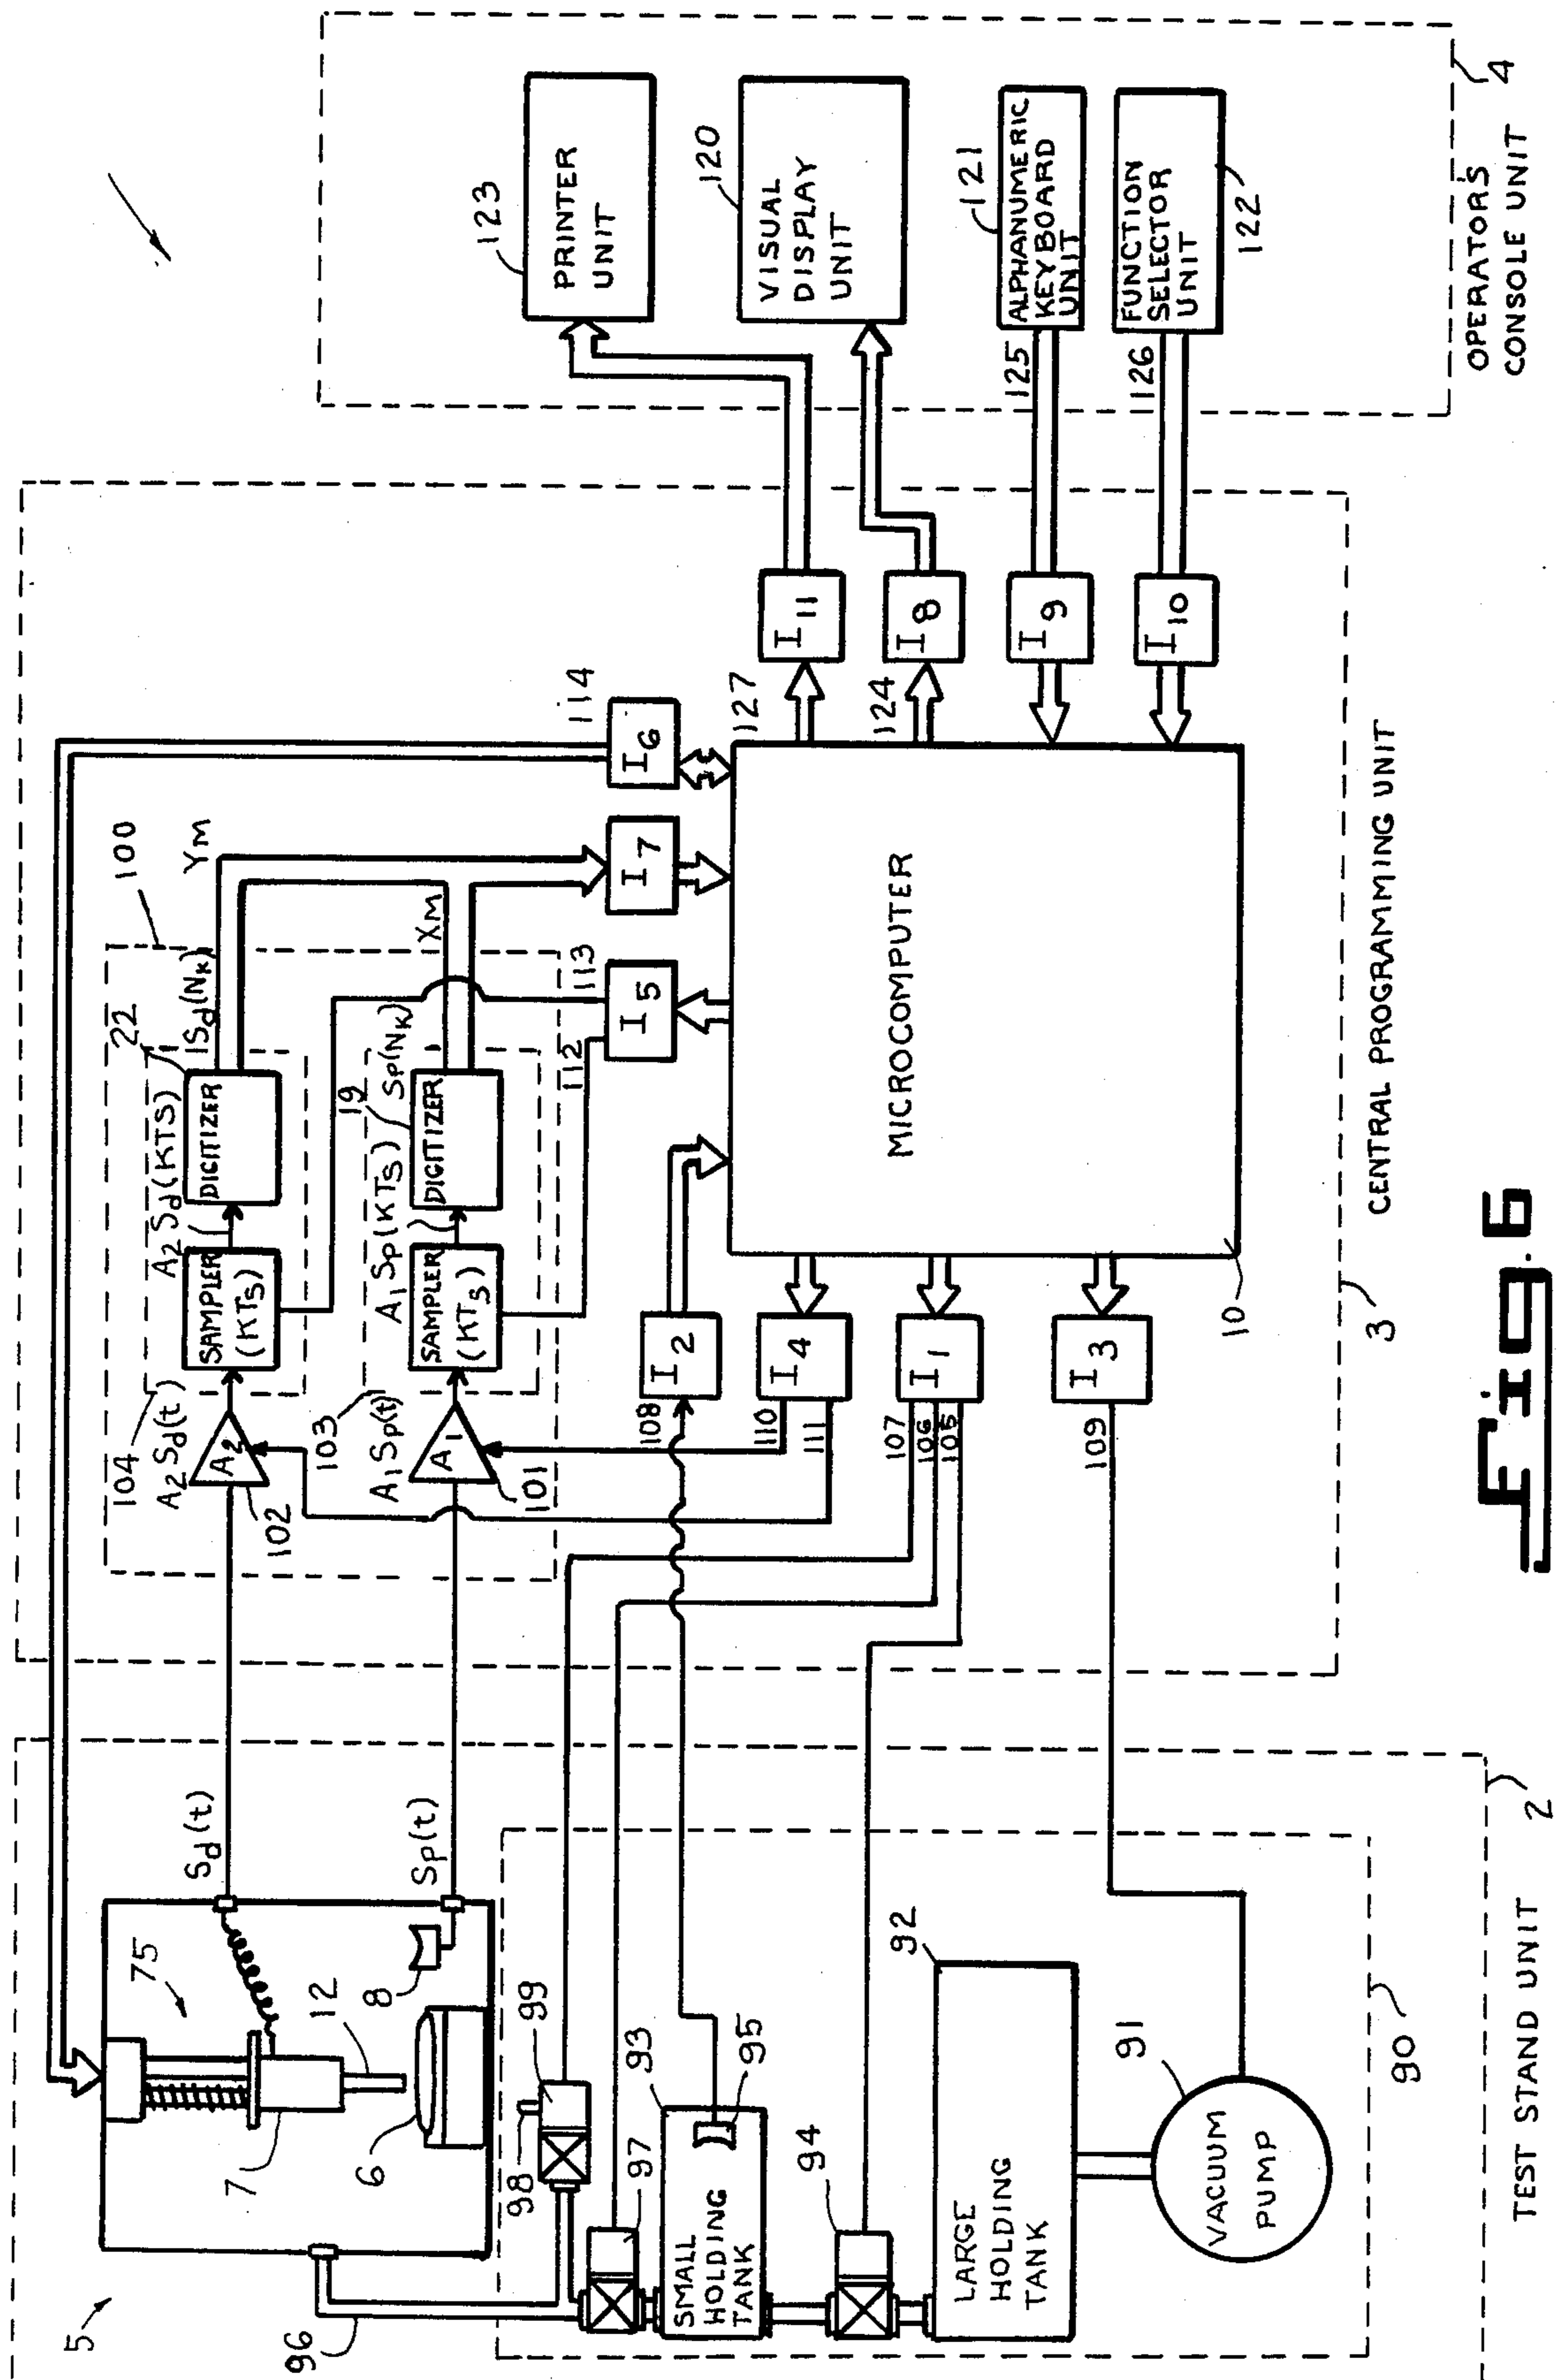 5
75
7
12
6
8
Sd(t)
Sp(t)
96
98
99
97
93
95
94
92
91
90
SMALL
HOLDING
TANK
LARGE
HOLDING
TANK
VACUUM
PUMP
TEST STAND UNIT
2
100
104
A2 Sd(t)
A2
102
SAMPLER
(KTS)
A2 Sd(KTS)
22
DIGITIZER
Sd(NK)
YM
103
A1 Sp(t)
A1
101
SAMPLER
(KTS)
A1 Sp(KTS)
19
DIGITIZER
Sp(NK)
XM
112
113
114
108
I2
110
111
I4
107
106
105
I1
109
I3
I5
I7
I6
MICROCOMPUTER
10
127
I11
124
I8
I9
I10
3
CENTRAL PROGRAMMING UNIT
123
PRINTER
UNIT
120
VISUAL
DISPLAY
UNIT
121
125
ALPHANUMERIC
KEYBOARD
UNIT
126
FUNCTION
SELECTOR
UNIT
122
OPERATOR'S
CONSOLE UNIT
4
Fig. 6